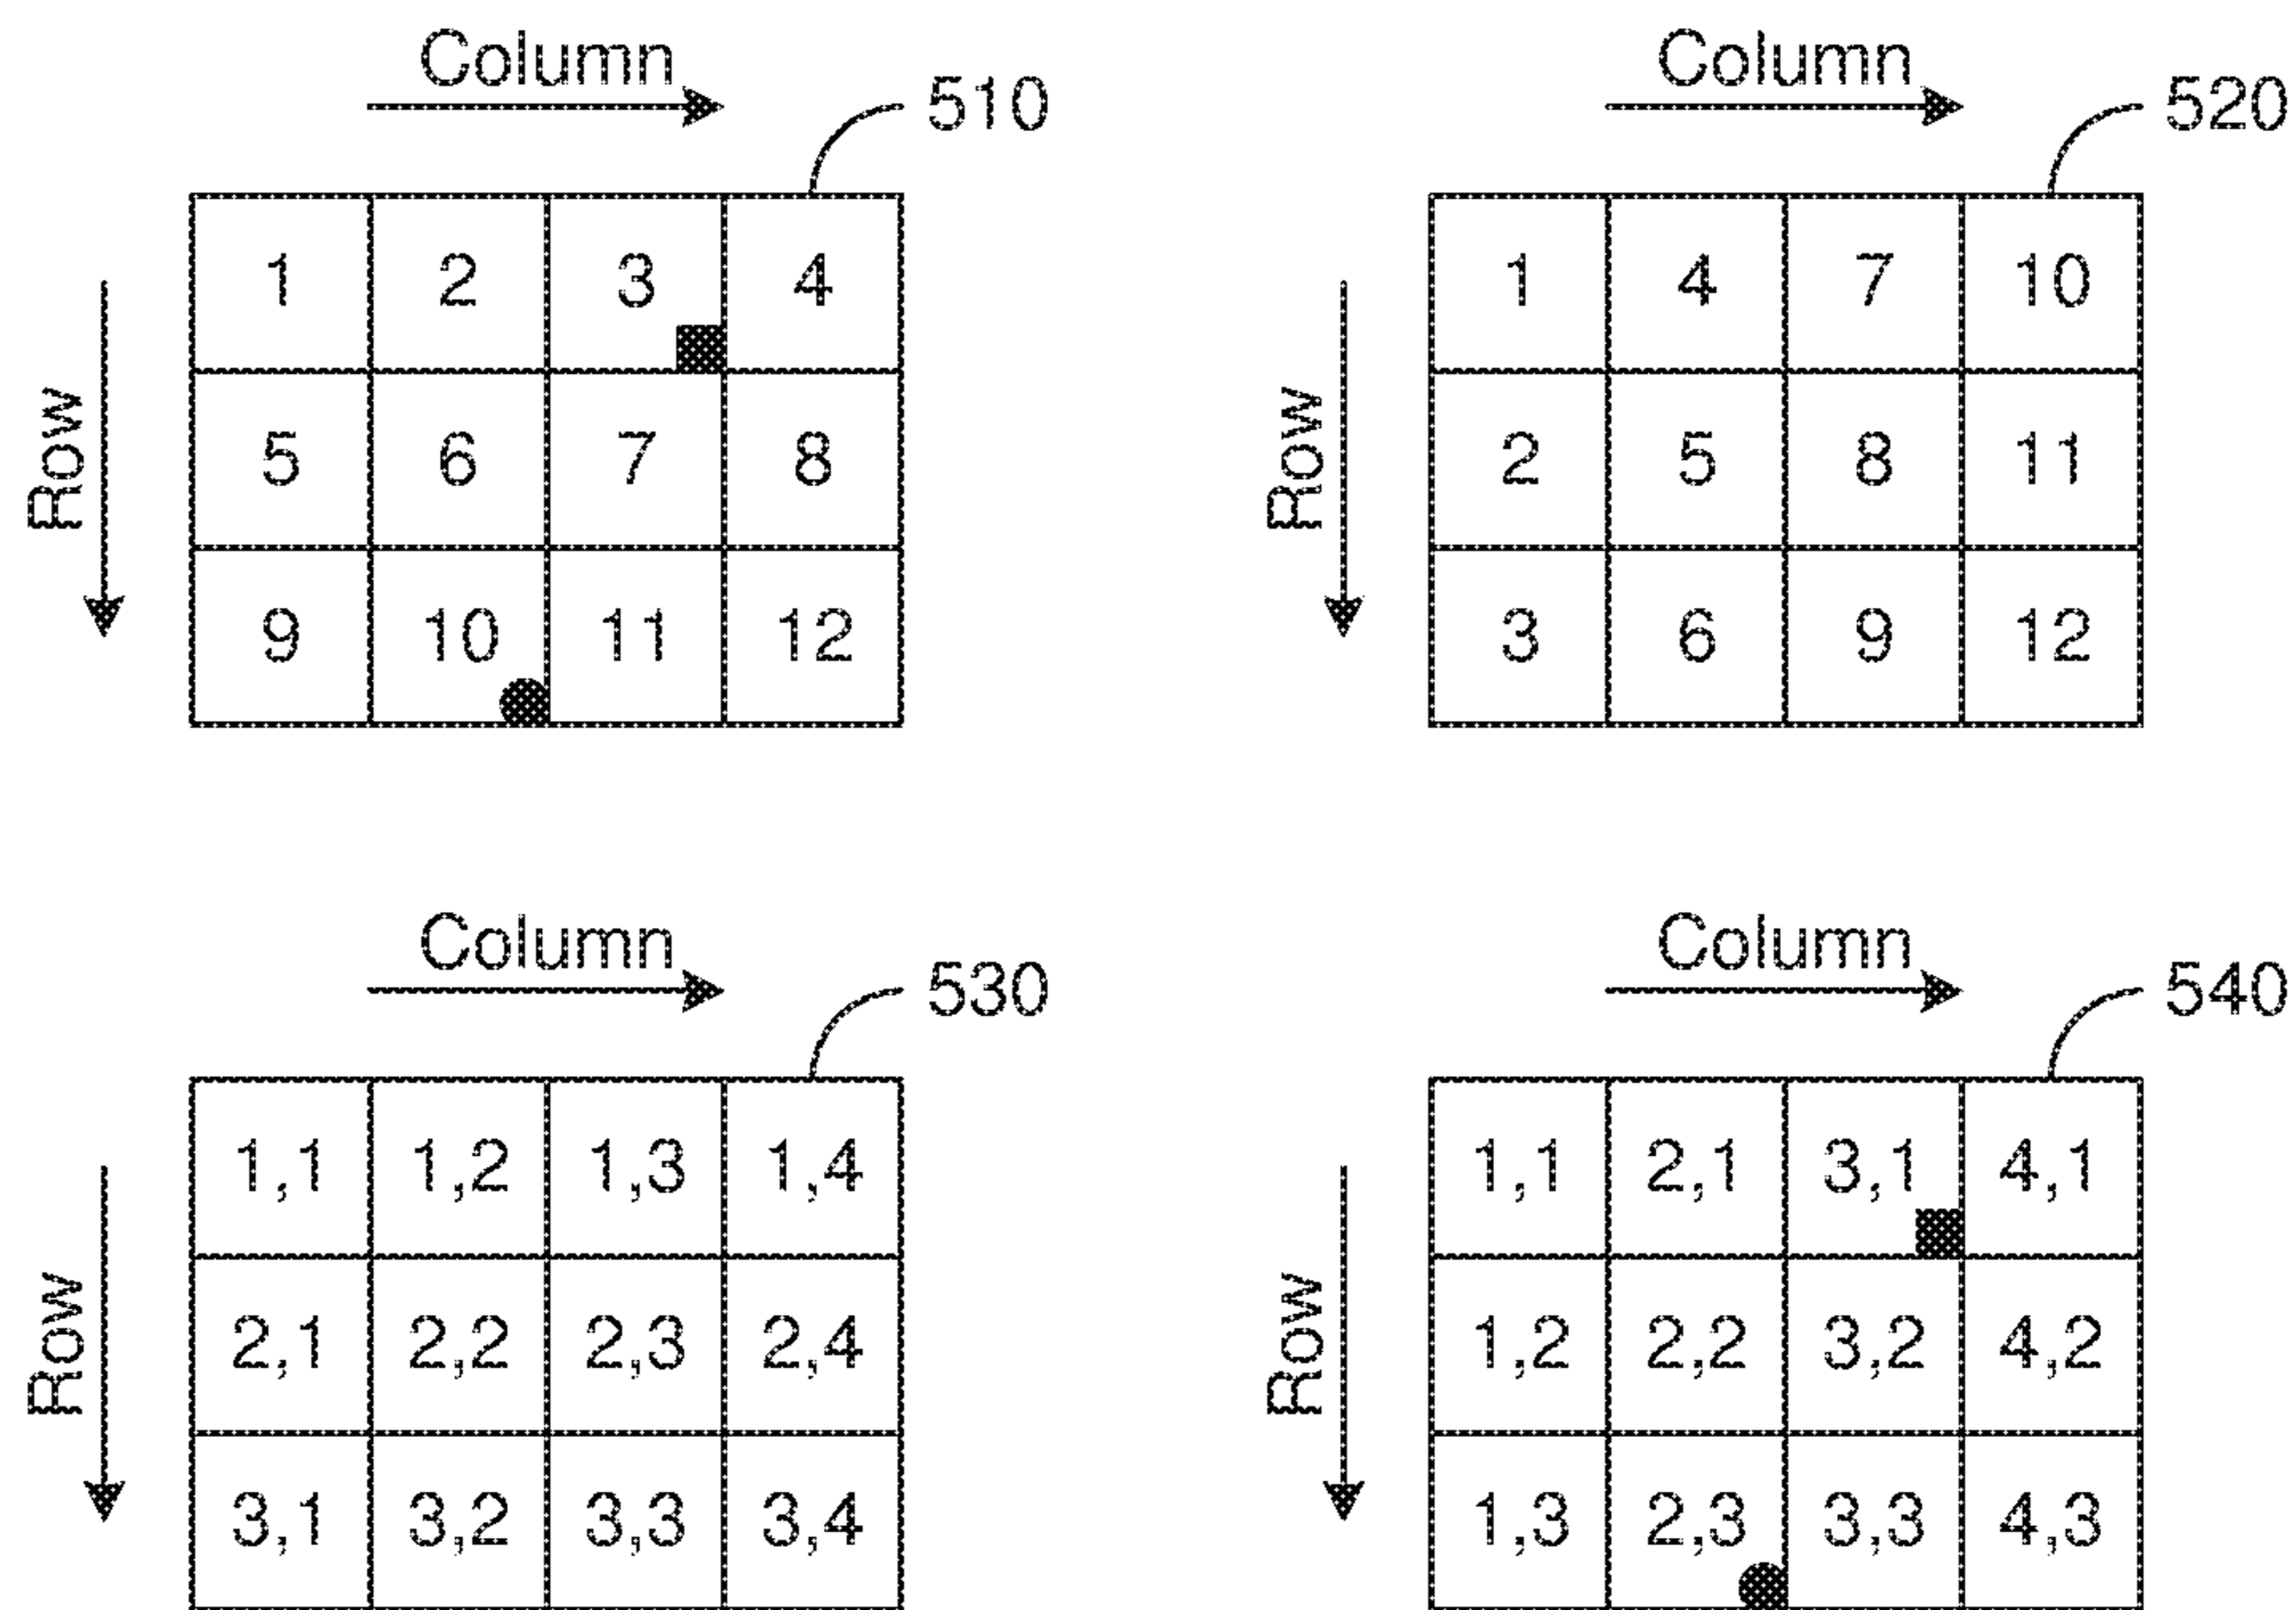 Column
510
Row
1 2 3 4
5 6 7 8
9 10 11 12
Column
520
Row
1 4 7 10
2 5 8 11
3 6 9 12
Column
530
Row
1,1 1,2 1,3 1,4
2,1 2,2 2,3 2,4
3,1 3,2 3,3 3,4
Column
540
Row
1,1 2,1 3,1 4,1
1,2 2,2 3,2 4,2
1,3 2,3 3,3 4,3